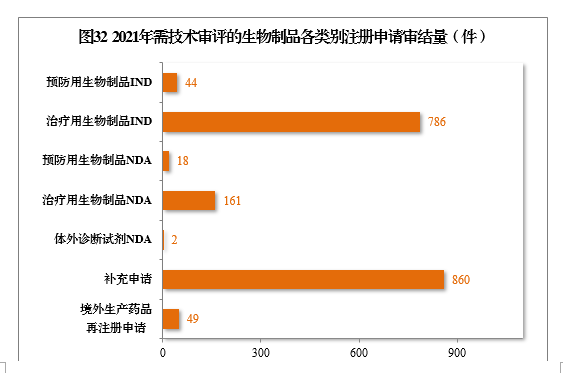 图32 2021年需技术审评的生物制品各类别注册申请审结量（件）
预防用生物制品IND
44
治疗用生物制品IND
786
预防用生物制品NDA
18
治疗用生物制品NDA
161
体外诊断试剂NDA
2
补充申请
860
境外生产药品
再注册申请
49
0
300
600
900